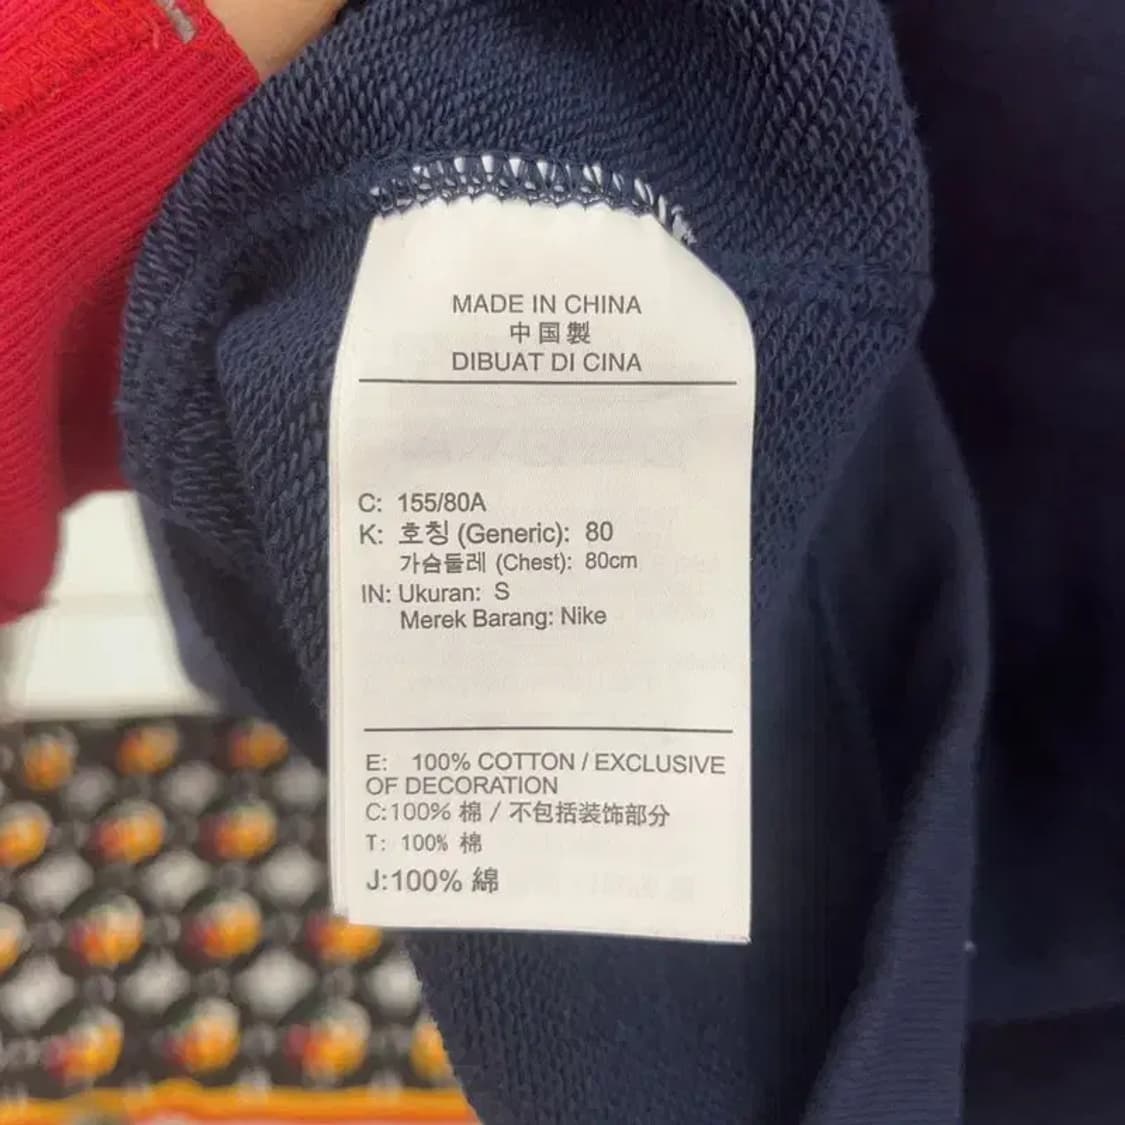 MADE IN CHINA
中国製
DIBUAT DI CINA
C: 155/80A
K: 호칭 (Generic): 80
가슴둘레 (Chest): 80cm
IN: Ukuran: S
Merek Barang: Nike
E: 100% COTTON / EXCLUSIVE
OF DECORATION
C:100% 棉 / 不包括装饰部分
T: 100% 棉
J:100% 綿